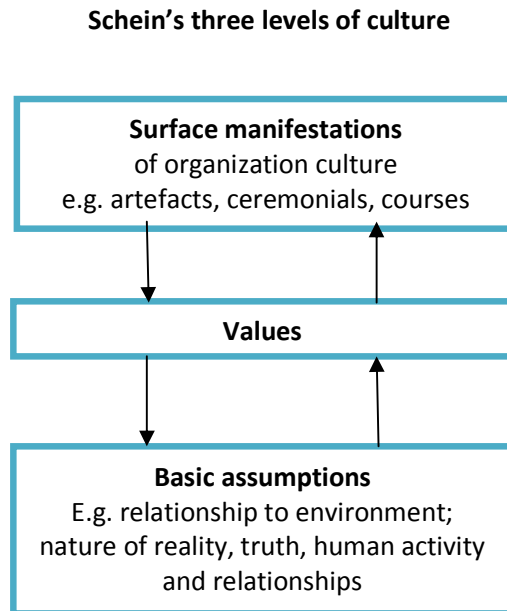 Schein’s three levels of culture
Surface manifestations
of organization culture
e.g. artefacts, ceremonials, courses
Values
Basic assumptions
E.g. relationship to environment;
nature of reality, truth, human activity
and relationships